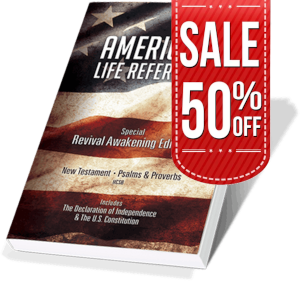 AMERIC
LIFE REFER
Special
Revival Awakening Edi
New Testament • Psalms & Proverbs
HCSB
Includes
The Declaration of Independence
& The U.S. Constitution
SALE
50%
OFF